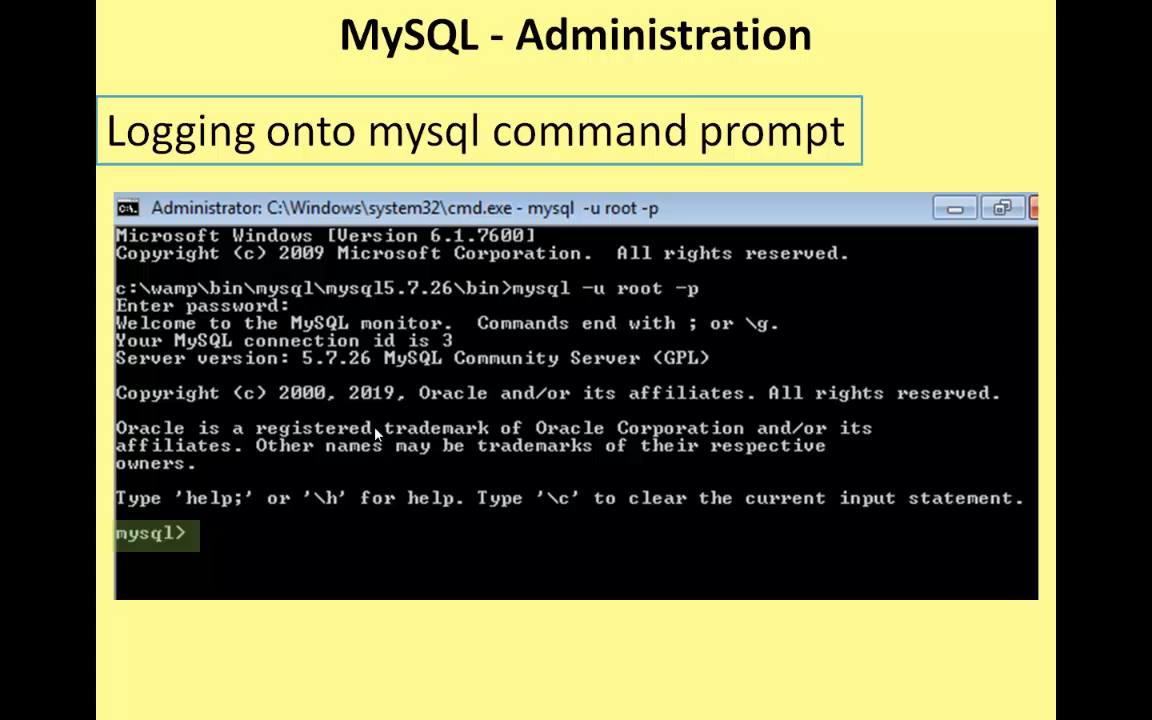 MySQL - Administration
Logging onto mysql command prompt
Administrator: C:\Windows\system32\cmd.exe - mysql  -u root -p
Microsoft Windows [Version 6.1.7600]
Copyright (c) 2009 Microsoft Corporation.  All rights reserved.
c:\wamp\bin\mysql\mysql5.7.26\bin>mysql -u root -p
Enter password:
Welcome to the MySQL monitor.  Commands end with ; or \g.
Your MySQL connection id is 3
Server version: 5.7.26 MySQL Community Server (GPL)
Copyright (c) 2000, 2019, Oracle and/or its affiliates. All rights reserved.
Oracle is a registered trademark of Oracle Corporation and/or its
affiliates. Other names may be trademarks of their respective
owners.
Type 'help;' or '\h' for help. Type '\c' to clear the current input statement.
mysql>